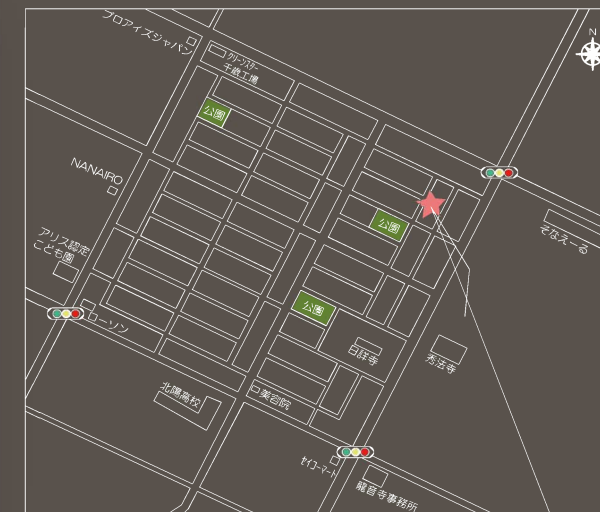 プロアイズジャパン
クリーンスター
千歳工場
N
公園
NANAIRO
公園
そなえーる
アリス認定
こども園
公園
ローソン
日詳寺
秀法寺
北陽高校
美容院
セイコーマート
龍音寺事務所